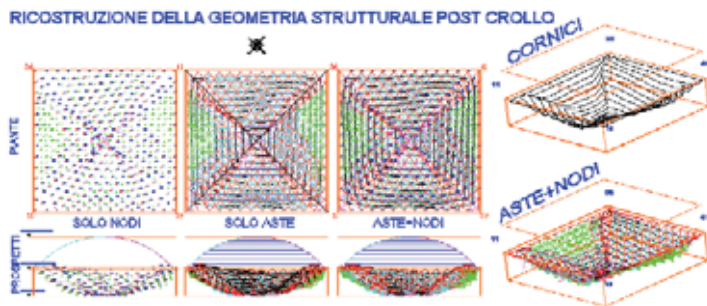 RICOSTRUZIONE DELLA GEOMETRIA STRUTTURALE POST CROLLO
CORNICI
PIANTE
SOLO NODI
SOLO ASTE
ASTE+NODI
ASTE+NODI
PROSPETTI